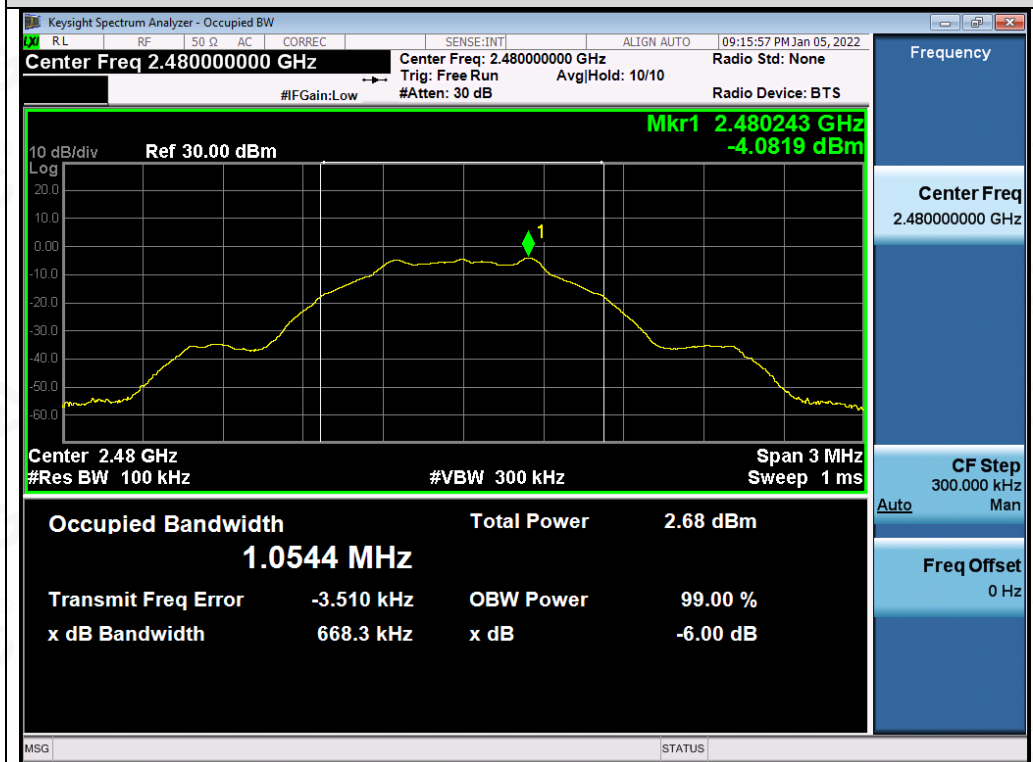 Keysight Spectrum Analyzer - Occupied BW
LXI RL RF 50 Ω AC CORREC SENSE:INT ALIGN AUTO 09:15:57 PM Jan 05, 2022
Center Freq 2.480000000 GHz
Center Freq: 2.480000000 GHz Radio Std: None
Trig: Free Run Avg|Hold: 10/10
#IFGain:Low #Atten: 30 dB Radio Device: BTS
Frequency
Mkr1 2.480243 GHz
-4.0819 dBm
10 dB/div Ref 30.00 dBm
Log
20.0
10.0
0.00
-10.0
-20.0
-30.0
-40.0
-50.0
-60.0
1
Center 2.48 GHz Span 3 MHz
#Res BW 100 kHz #VBW 300 kHz Sweep 1 ms
Center Freq
2.480000000 GHz
CF Step
300.000 kHz
Auto Man
Freq Offset
0 Hz
Occupied Bandwidth Total Power 2.68 dBm
1.0544 MHz
Transmit Freq Error -3.510 kHz OBW Power 99.00 %
x dB Bandwidth 668.3 kHz x dB -6.00 dB
MSG STATUS